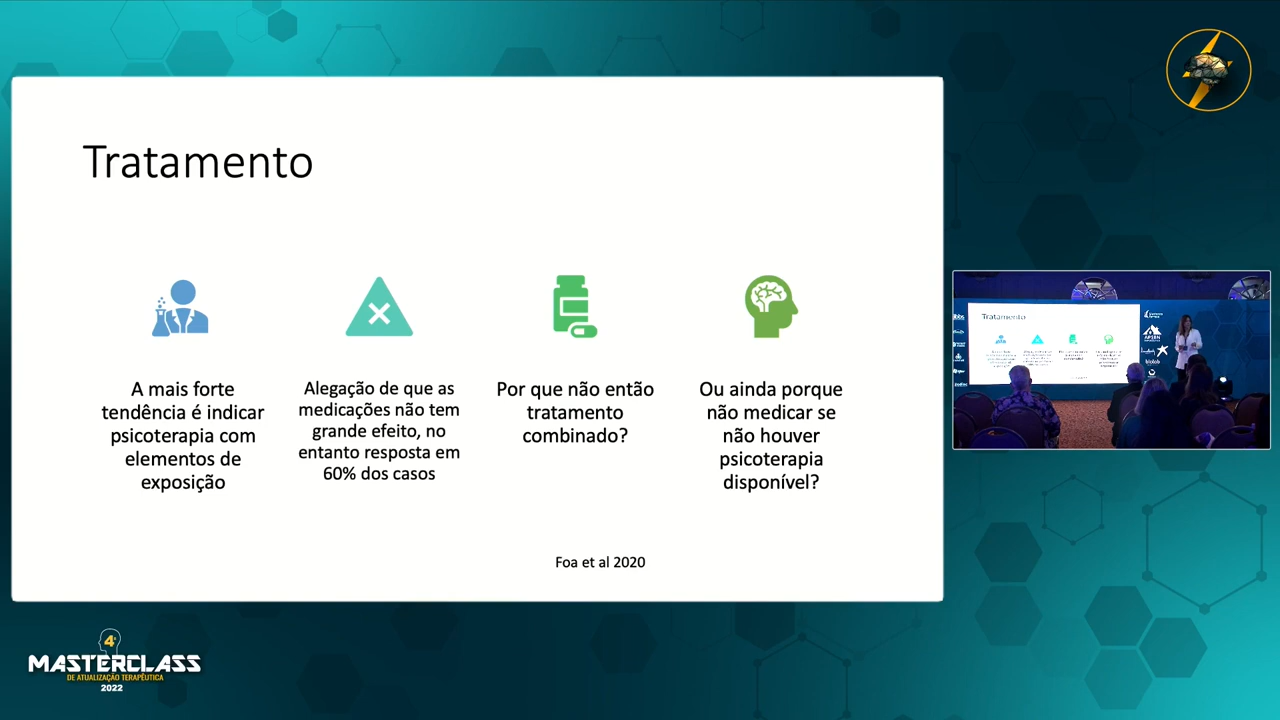 Tratamento
A mais forte
tendência é indicar
psicoterapia com
elementos de
exposição
Alegação de que as
medicações não tem
grande efeito, no
entanto resposta em
60% dos casos
Por que não então
tratamento
combinado?
Ou ainda porque
não medicar se
não houver
psicoterapia
disponível?
Foa et al 2020
Tratamento
APSEN
biolab
4ª
MASTERCLASS
DE ATUALIZAÇÃO TERAPÊUTICA
2022